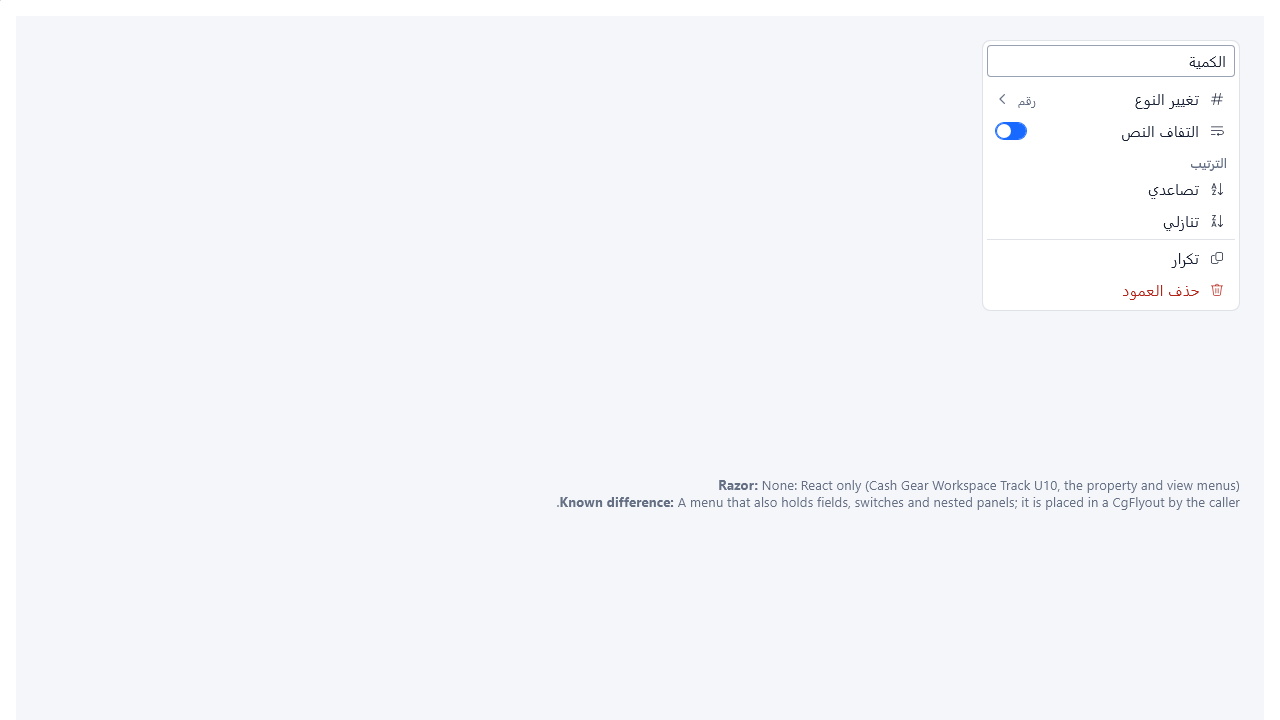 الكمية
تغيير النوع رقم
التفاف النص
الترتيب
تصاعدي
تنازلي
تكرار
حذف العمود
Razor: None: React only (Cash Gear Workspace Track U10, the property and view menus)
.Known difference: A menu that also holds fields, switches and nested panels; it is placed in a CgFlyout by the caller